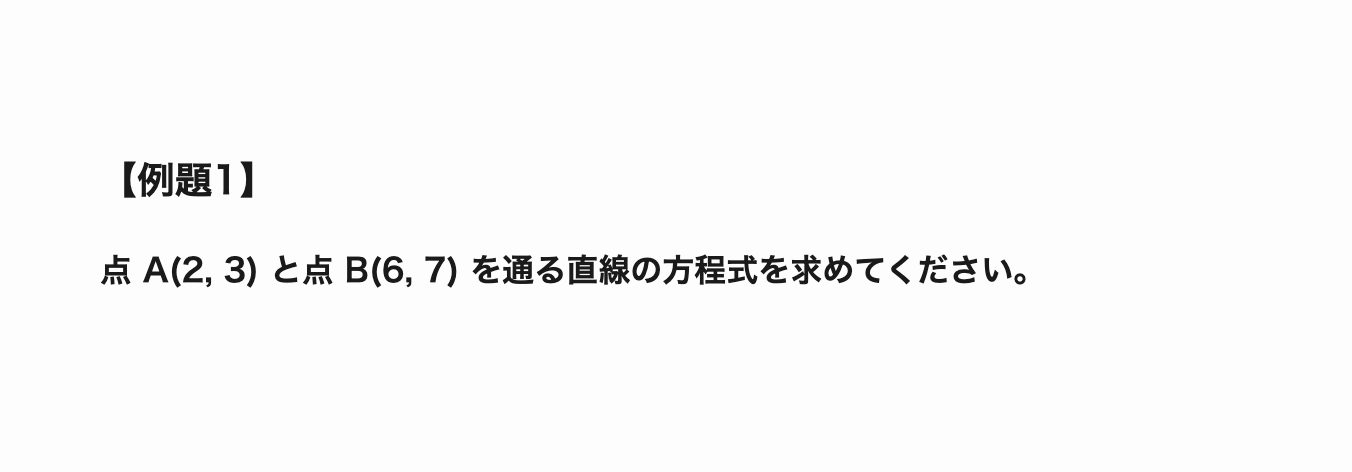 【例題1】
点 A(2, 3) と点 B(6, 7) を通る直線の方程式を求めてください。